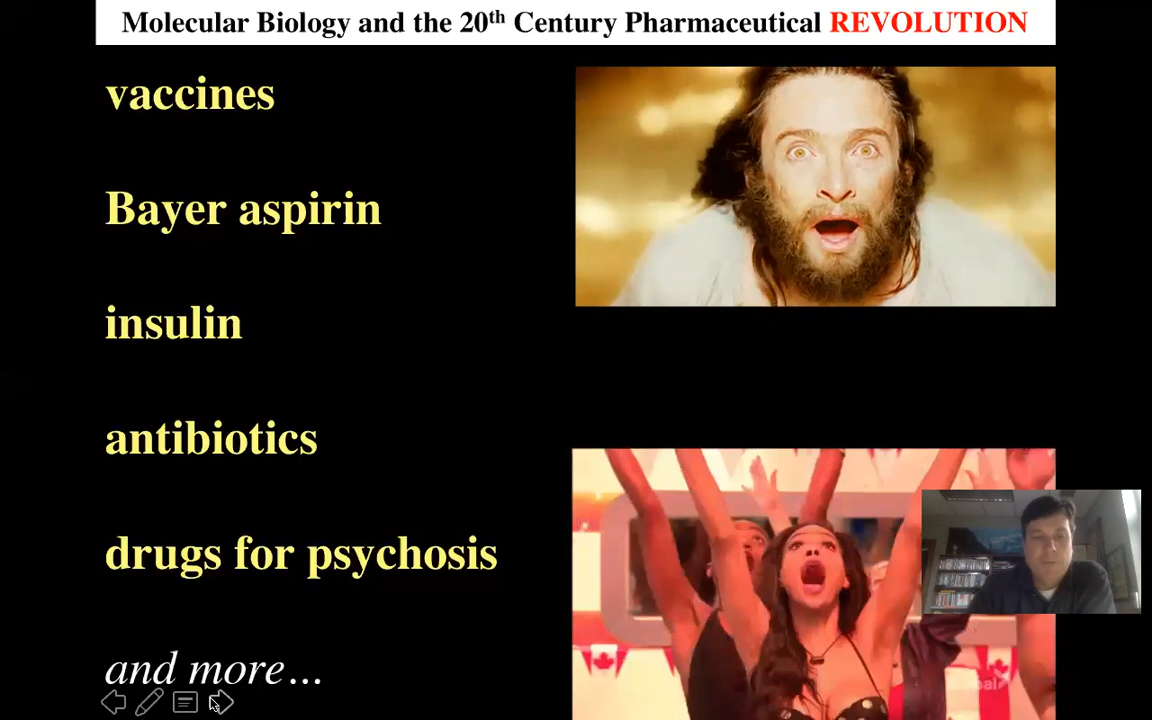 Molecular Biology and the 20th Century Pharmaceutical REVOLUTION
vaccines
Bayer aspirin
insulin
antibiotics
drugs for psychosis
and more…